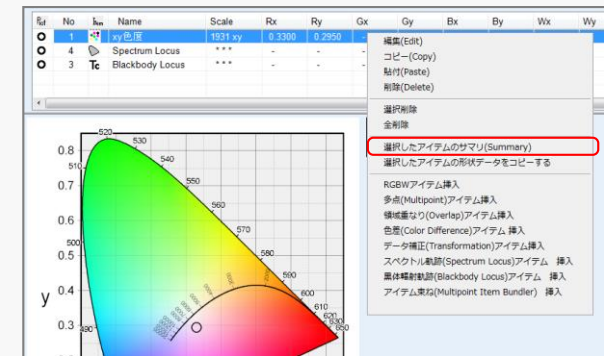 Ref No Item Name Scale Rx Ry Gx Gy Bx By Wx Wy
1 xy色度 1931 xy 0.3300 0.2950 -
4 Spectrum Locus *** - - -
3 Tc Blackbody Locus *** - - -
編集(Edit)
コピー(Copy)
貼付(Paste)
削除(Delete)
選択削除
全削除
選択したアイテムのサマリ(Summary)
選択したアイテムの形状データをコピーする
RGBWアイテム挿入
多点(Multipoint)アイテム挿入
領域重なり(Overlap)アイテム挿入
色差(Color Difference)アイテム 挿入
データ補正(Transformation)アイテム挿入
スペクトル軌跡(Spectrum Locus)アイテム 挿入
黒体輻射軌跡(Blackbody Locus)アイテム 挿入
アイテム束ね(Multipoint Item Bundler) 挿入
520
530
0.8
540
510
550
0.7
560
0.6
570
500
580
0.5
590
600
0.4
610
620
630
y
650
0.3
490